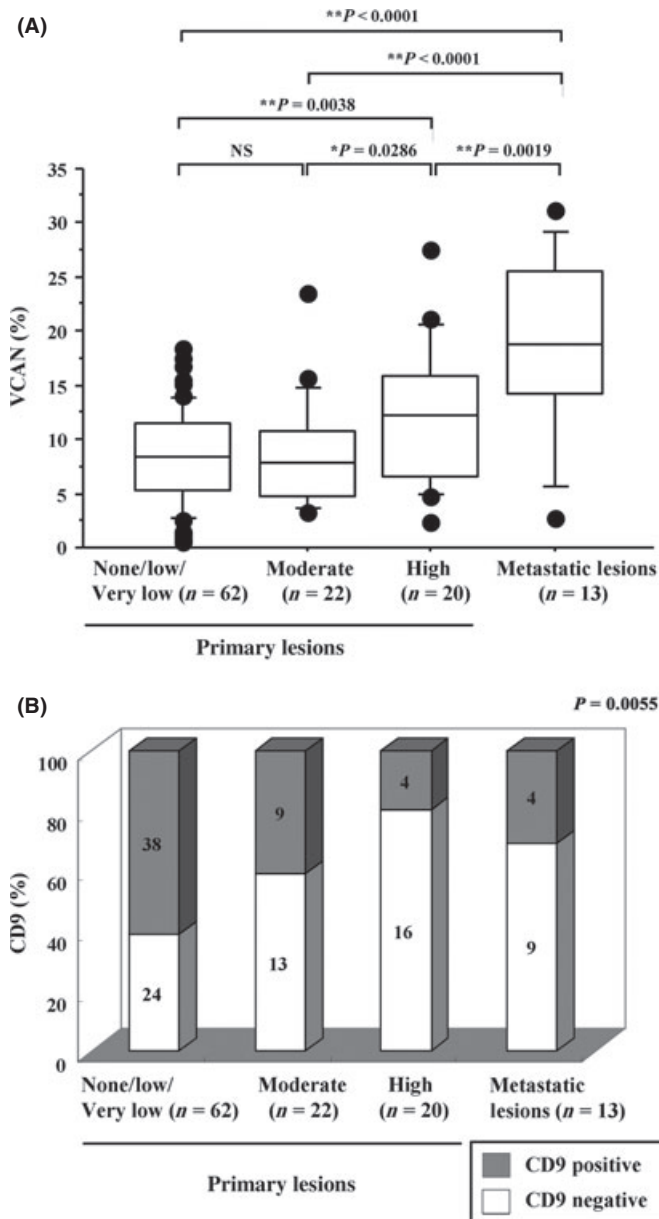 (A)
**P < 0.0001
**P < 0.0001
**P = 0.0038
NS
*P = 0.0286
**P = 0.0019
35
30
25
20
15
10
5
0
VCAN (%)
None/low/
Very low (n = 62)
Moderate
(n = 22)
High
(n = 20)
Metastatic lesions
(n = 13)
Primary lesions
(B)
P = 0.0055
100
80
60
40
20
0
CD9 (%)
38
24
9
13
4
16
4
9
None/low/
Very low (n = 62)
Moderate
(n = 22)
High
(n = 20)
Metastatic
lesions (n = 13)
Primary lesions
CD9 positive
CD9 negative